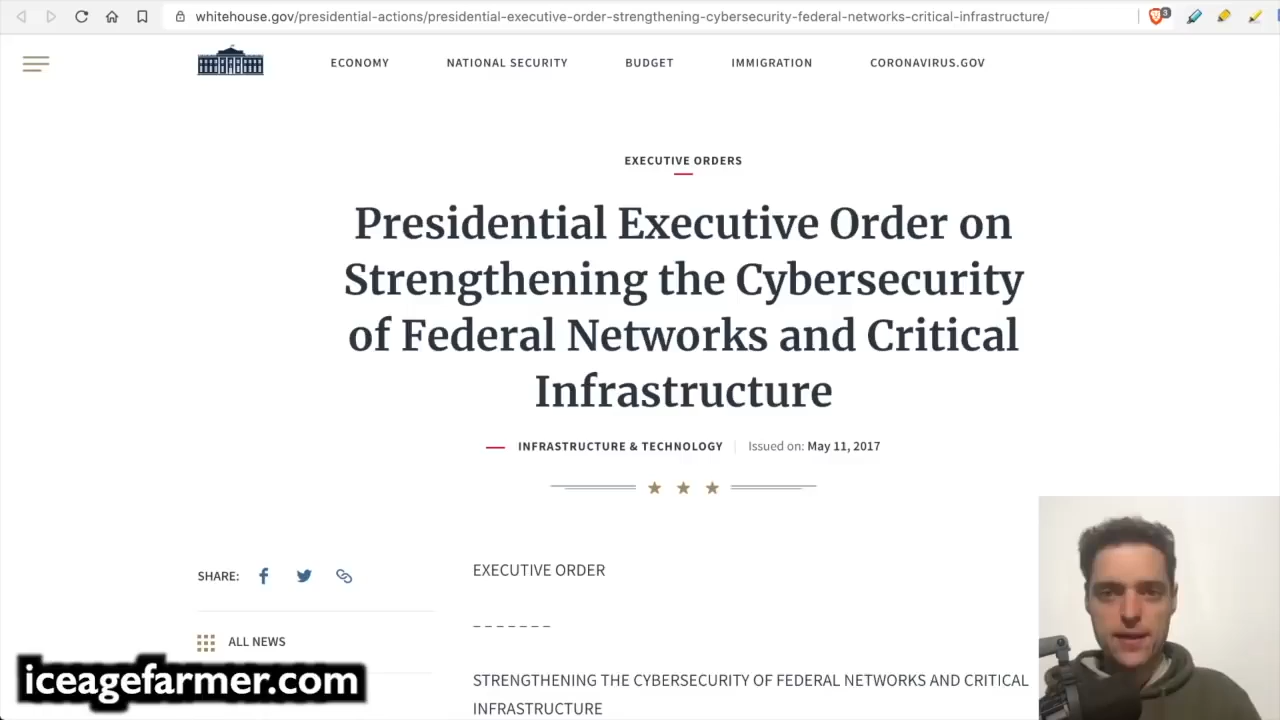 whitehouse.gov/presidential-actions/presidential-executive-order-strengthening-cybersecurity-federal-networks-critical-infrastructure/
3
ECONOMY NATIONAL SECURITY BUDGET IMMIGRATION CORONAVIRUS.GOV
EXECUTIVE ORDERS
Presidential Executive Order on
Strengthening the Cybersecurity
of Federal Networks and Critical
Infrastructure
INFRASTRUCTURE & TECHNOLOGY Issued on: May 11, 2017
SHARE:
EXECUTIVE ORDER
– – – – – – –
ALL NEWS
iceagefarmer.com
STRENGTHENING THE CYBERSECURITY OF FEDERAL NETWORKS AND CRITICAL
INFRASTRUCTURE